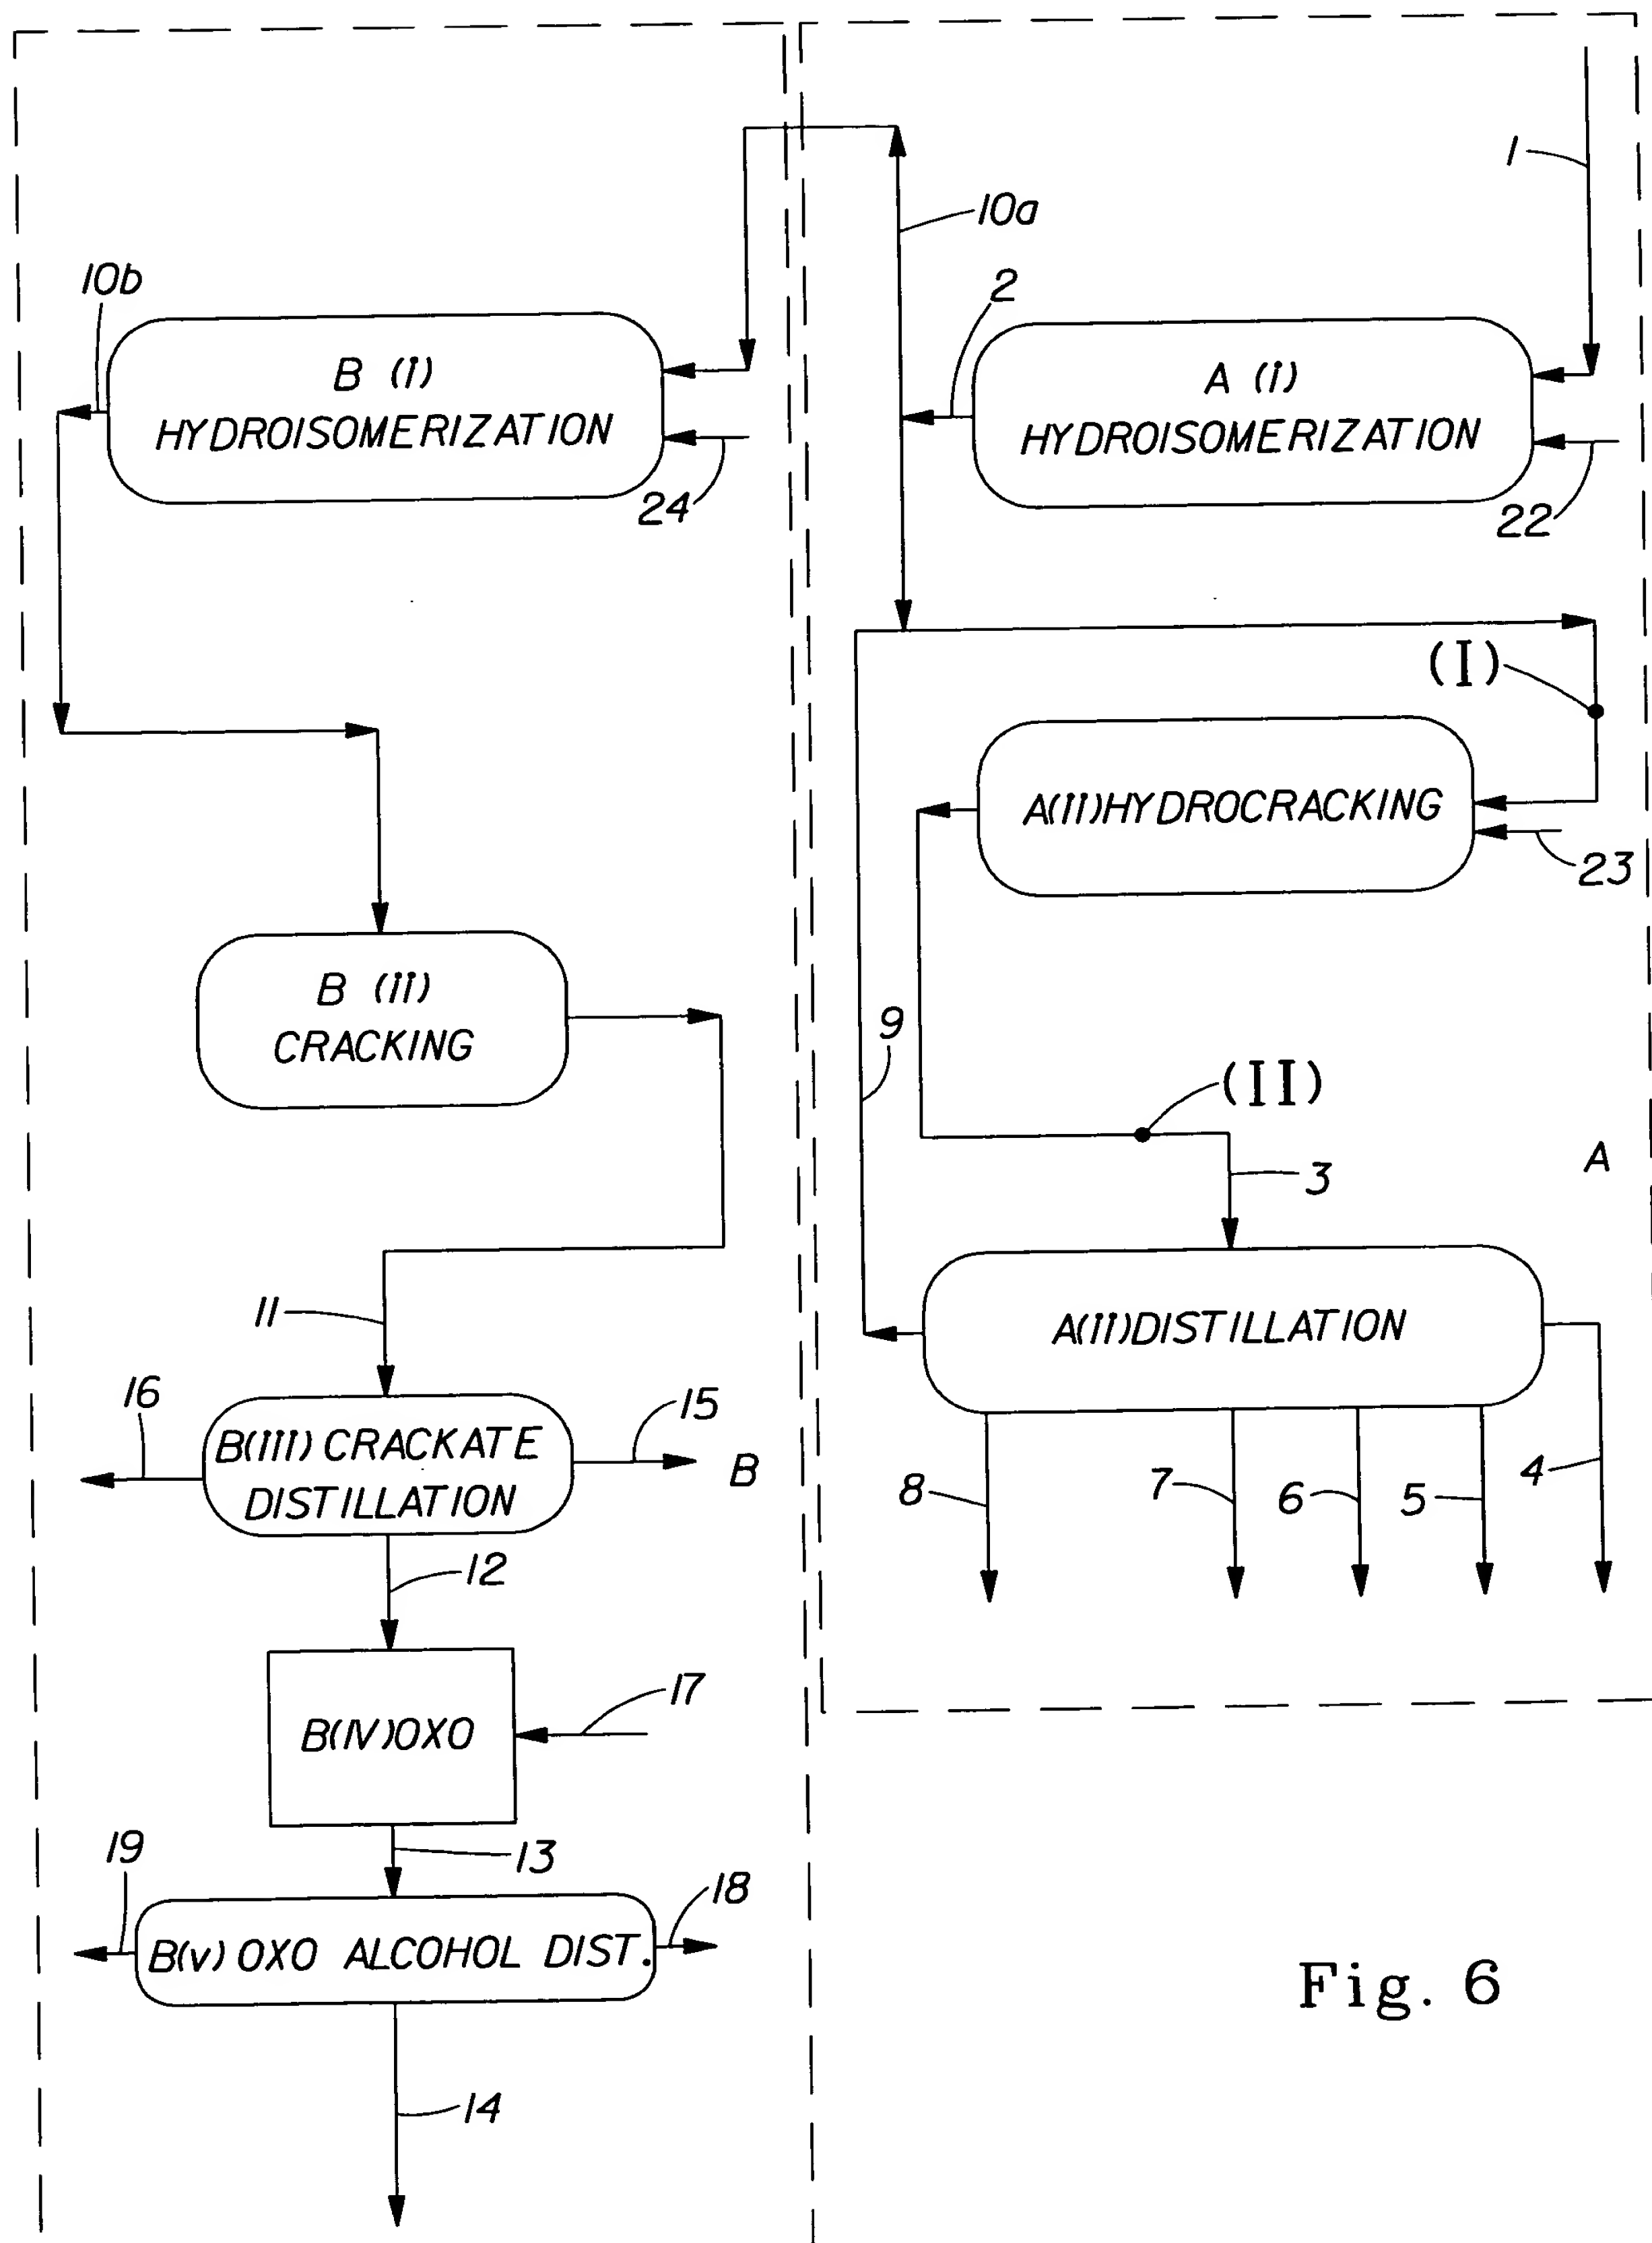 1
10a
2
10b
B (i)
HYDROISOMERIZATION
A (i)
HYDROISOMERIZATION
24
22
(I)
A(ii)HYDROCRACKING
23
B (ii)
CRACKING
9
(II)
3
A
11
A(ii)DISTILLATION
16
15
B(iii) CRACKATE
DISTILLATION
B
8
7
6
5
4
12
17
B(iv)OXO
13
19
18
B(v) OXO ALCOHOL DIST.
14
Fig. 6